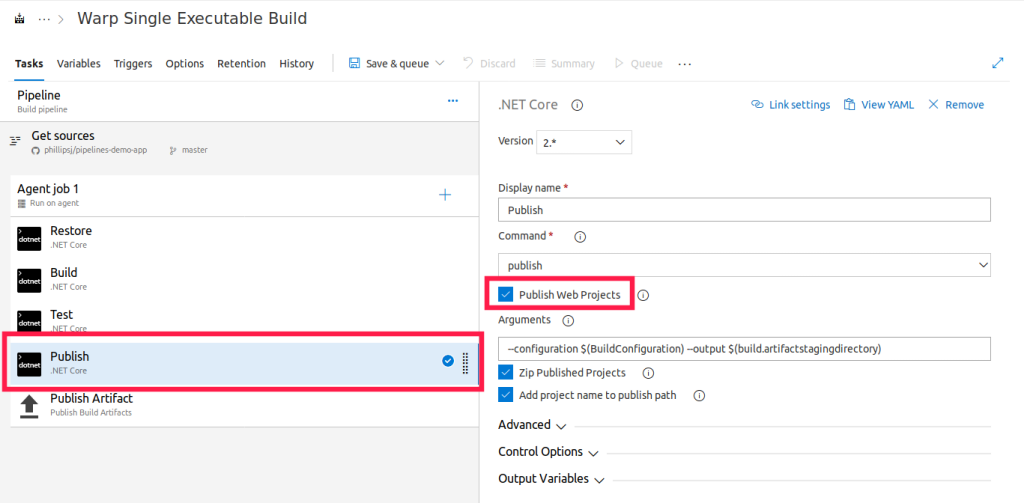 ··· > Warp Single Executable Build
Tasks Variables Triggers Options Retention History Save & queue Discard Summary Queue ···
Pipeline
Build pipeline
Get sources
phillipsj/pipelines-demo-app master
Agent job 1
Run on agent
dotnet Restore
.NET Core
dotnet Build
.NET Core
dotnet Test
.NET Core
dotnet Publish
.NET Core
Publish Artifact
Publish Build Artifacts
.NET Core Link settings View YAML Remove
Version 2.*
Display name *
Publish
Command *
publish
Publish Web Projects
Arguments
--configuration $(BuildConfiguration) --output $(build.artifactstagingdirectory)
Zip Published Projects
Add project name to publish path
Advanced
Control Options
Output Variables